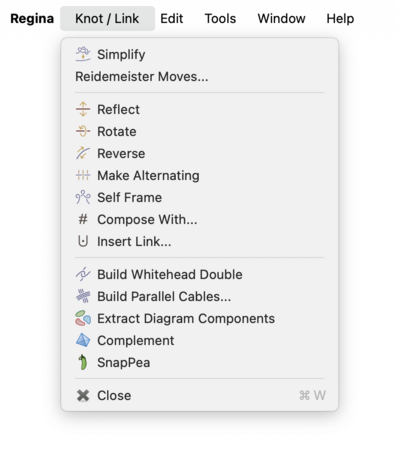 Regina Knot / Link Edit Tools Window Help
Simplify
Reidemeister Moves...
Reflect
Rotate
Reverse
Make Alternating
Self Frame
# Compose With...
Insert Link...
Build Whitehead Double
Build Parallel Cables...
Extract Diagram Components
Complement
SnapPea
Close ⌘ W